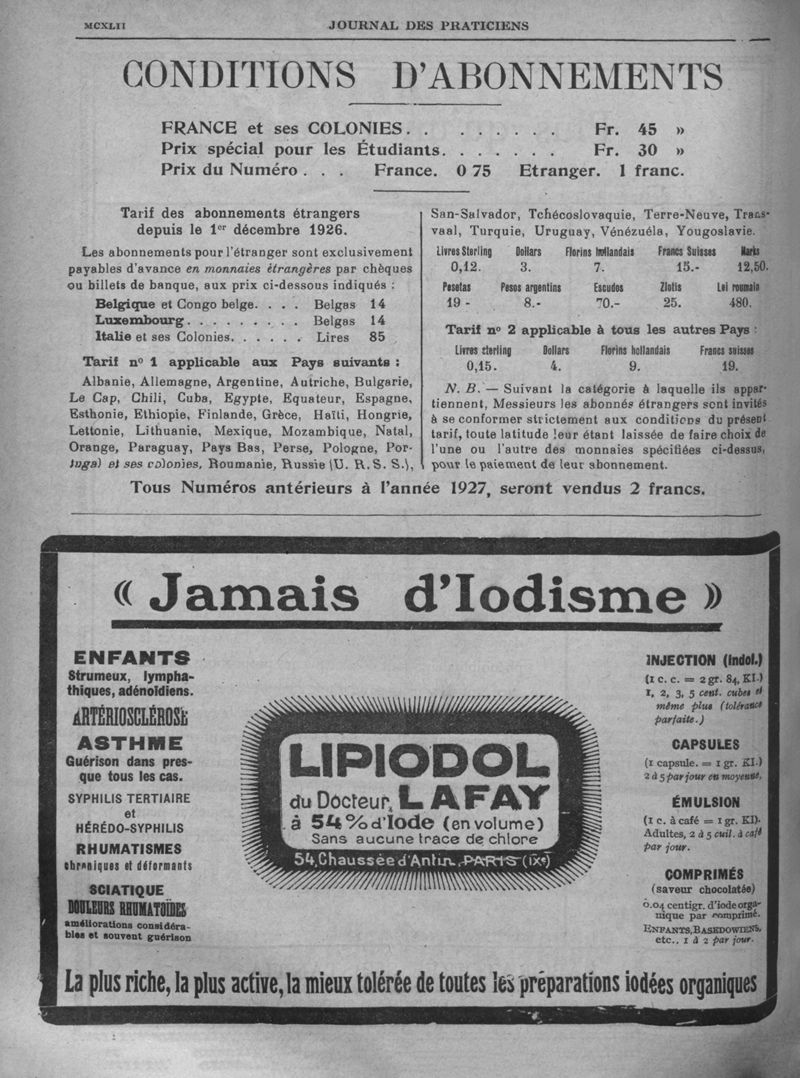 MCXLII
JOURNAL DES PRATICIENS
CONDITIONS D'ABONNEMENTS
FRANCE et ses COLONIES. . . . . . . . Fr. 45 »
Prix spécial pour les Étudiants. . . . . . . Fr. 30 »
Prix du Numéro . . . France. 0 75 Etranger. 1 franc.
Tarif des abonnements étrangers
depuis le 1er décembre 1926.
Les abonnements pour l'étranger sont exclusivement
payables d'avance en monnaies étrangères par chèques
ou billets de banque, aux prix ci-dessous indiqués :
Belgique et Congo belge. . . . Belgas 14
Luxembourg. . . . . . . . . Belgas 14
Italie et ses Colonies. . . . . . Lires 85
Tarif no 1 applicable aux Pays suivants :
Albanie, Allemagne, Argentine, Autriche, Bulgarie,
Le Cap, Chili, Cuba, Egypte, Equateur, Espagne,
Esthonie, Ethiopie, Finlande, Grèce, Haïti, Hongrie,
Lettonie, Lithuanie, Mexique, Mozambique, Natal,
Orange, Paraguay, Pays Bas, Perse, Pologne, Por-
tugal et ses colonies, Roumanie, Russie (U. R. S. S.),
San-Salvador, Tchécoslovaquie, Terre-Neuve, Trans-
vaal, Turquie, Uruguay, Vénézuéla, Yougoslavie.
Livres Sterling Dollars Florins hollandais Francs Suisses Marks
0,12. 3. 7. 15.- 12,50.
Pesetas Pesos argentins Escudos Zlotis Lei roumain
19 - 8.- 70.- 25. 480.
Tarif no 2 applicable à tous les autres Pays :
Livres sterling Dollars Florins hollandais Francs suisses
0,15. 4. 9. 19.
N. B. — Suivant la catégorie à laquelle ils appar-
tiennent, Messieurs les abonnés étrangers sont invités
à se conformer strictement aux conditions du présent
tarif, toute latitude leur étant laissée de faire choix de
l'une ou l'autre des monnaies spécifiées ci-dessus,
pour le paiement de leur abonnement.
Tous Numéros antérieurs à l'année 1927, seront vendus 2 francs.
« Jamais d'Iodisme »
ENFANTS
Strumeux, lympha-
thiques, adénoïdiens.
ARTÉRIOSCLÉROSE
ASTHME
Guérison dans pres-
que tous les cas.
SYPHILIS TERTIAIRE
et
HÉRÉDO-SYPHILIS
RHUMATISMES
chroniques et déformants
SCIATIQUE
DOULEURS RHUMATOÏDES
améliorations considéra-
bles et souvent guérison
LIPIODOL
du Docteur, LAFAY
à 54% d'Iode (en volume)
Sans aucune trace de chlore
54, Chaussée d'Antin, PARIS (IXe)
INJECTION (Indol.)
(1 c. c. = 2 gr. 84, KI.)
1, 2, 3, 5 cent. cubes et
même plus (tolérance
parfaite.)
CAPSULES
(1 capsule. = 1 gr. KI.)
2 à 5 par jour en moyenne.
ÉMULSION
(1 c. à café = 1 gr. KI).
Adultes, 2 à 5 cuil. à café
par jour.
COMPRIMÉS
(saveur chocolatée)
0.04 centigr. d'iode orga-
nique par comprimé.
ENFANTS, BASEDOWIENS,
etc., 1 à 2 par jour.
La plus riche, la plus active, la mieux tolérée de toutes les préparations iodées organiques